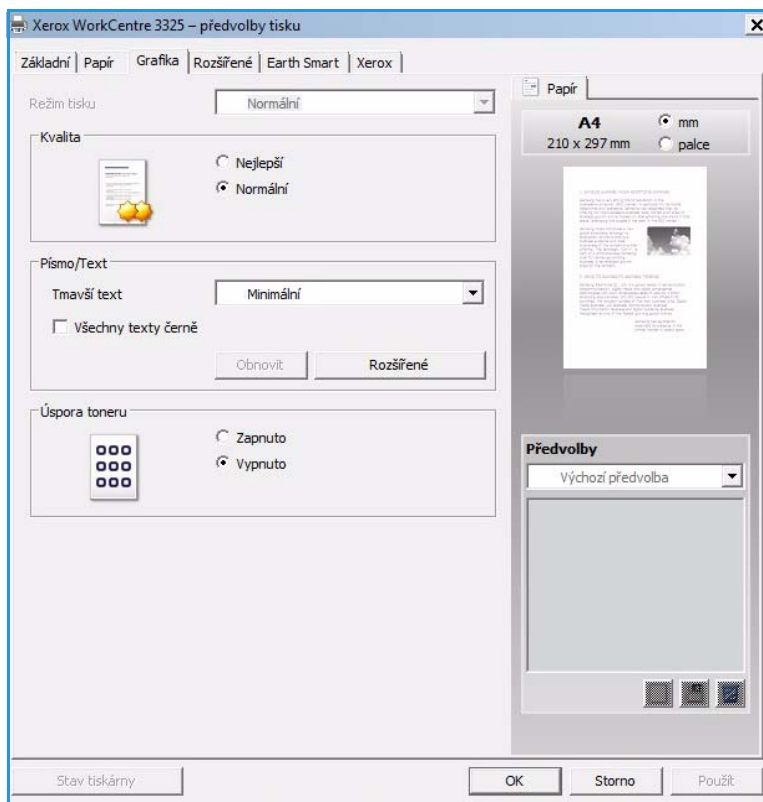 Xerox WorkCentre 3325 – předvolby tisku
Základní Papír Grafika Rozšířené Earth Smart Xerox
Režim tisku Normální
Kvalita
Nejlepší
Normální
Písmo/Text
Tmavší text Minimální
Všechny texty černě
Obnovit Rozšířené
Úspora toneru
Zapnuto
Vypnuto
Papír
A4 mm
210 x 297 mm palce
Předvolby
Výchozí předvolba
Stav tiskárny OK Storno Použít